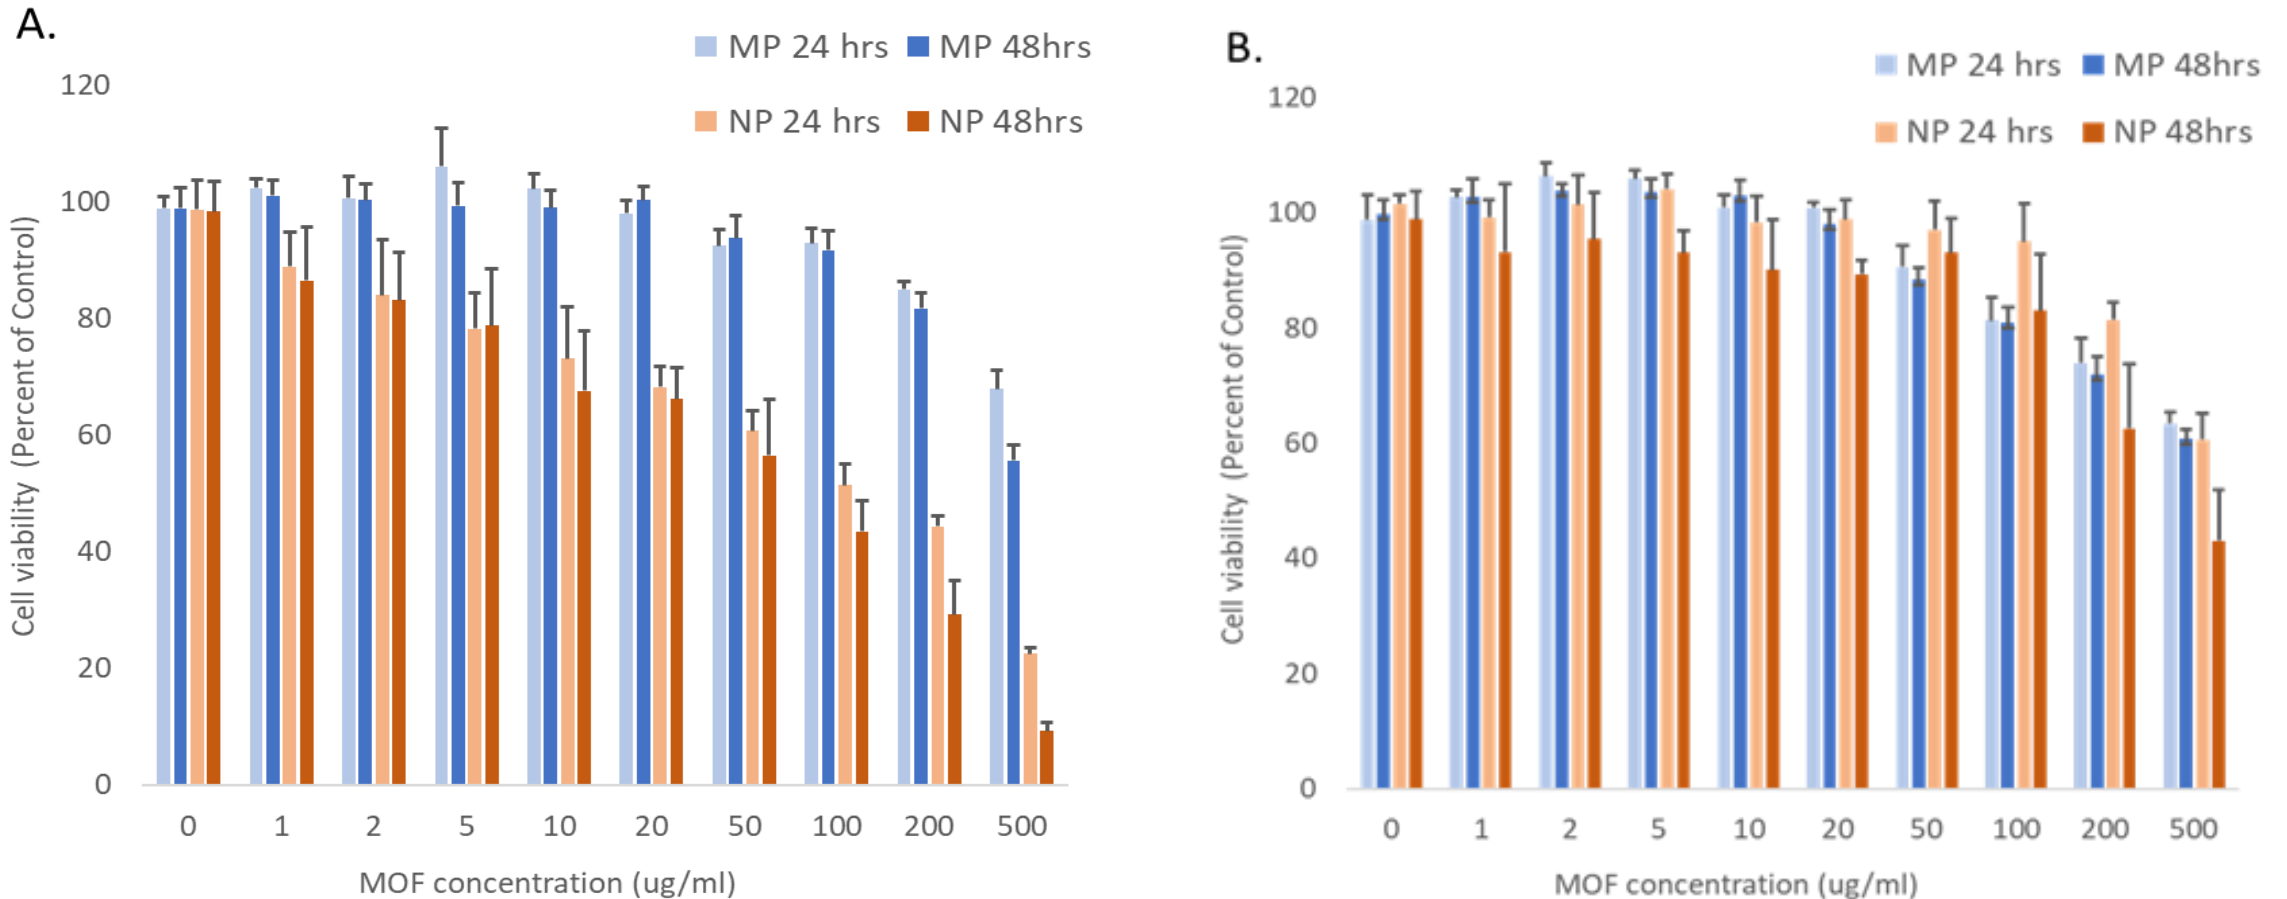 A.
MP 24 hrs MP 48hrs
NP 24 hrs NP 48hrs
120
100
80
60
40
20
0
Cell viability (Percent of Control)
0 1 2 5 10 20 50 100 200 500
MOF concentration (ug/ml)
B.
MP 24 hrs MP 48hrs
NP 24 hrs NP 48hrs
120
100
80
60
40
20
0
Cell viability (Percent of Control)
0 1 2 5 10 20 50 100 200 500
MOF concentration (ug/ml)